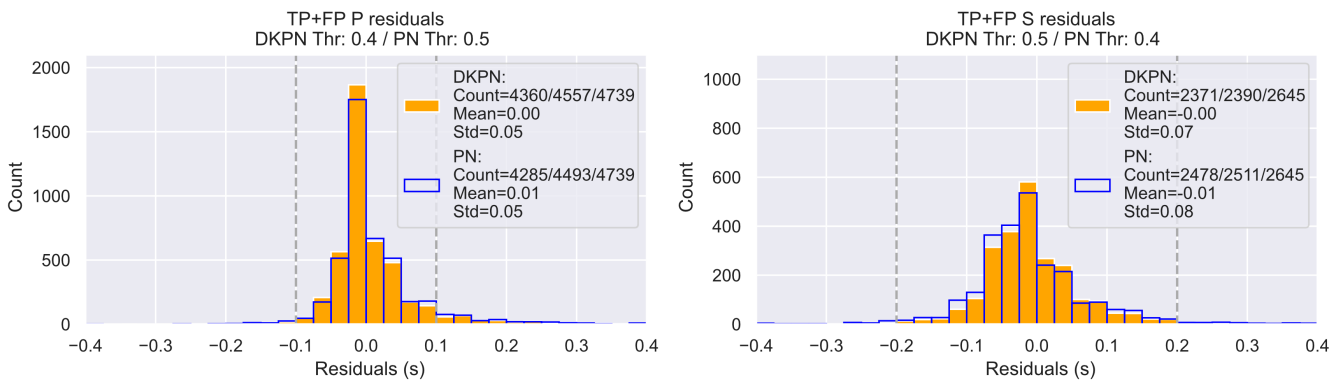 TP+FP P residuals
DKPN Thr: 0.4 / PN Thr: 0.5
Count
2000
1500
1000
500
0
DKPN:
Count=4360/4557/4739
Mean=0.00
Std=0.05
PN:
Count=4285/4493/4739
Mean=0.01
Std=0.05
−0.4 −0.3 −0.2 −0.1 0.0 0.1 0.2 0.3 0.4
Residuals (s)
TP+FP S residuals
DKPN Thr: 0.5 / PN Thr: 0.4
Count
1000
800
600
400
200
0
DKPN:
Count=2371/2390/2645
Mean=-0.00
Std=0.07
PN:
Count=2478/2511/2645
Mean=-0.01
Std=0.08
−0.4 −0.3 −0.2 −0.1 0.0 0.1 0.2 0.3 0.4
Residuals (s)